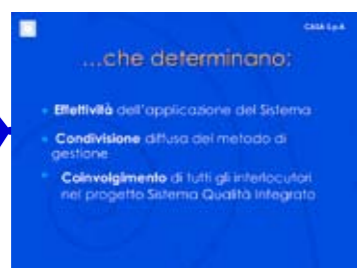 CASA S.p.A
...che determinano:
Effettività dell'applicazione del Sistema
Condivisione diffusa del metodo di
gestione
Coinvolgimento di tutti gli interlocutori
nel progetto Sistema Qualità Integrato